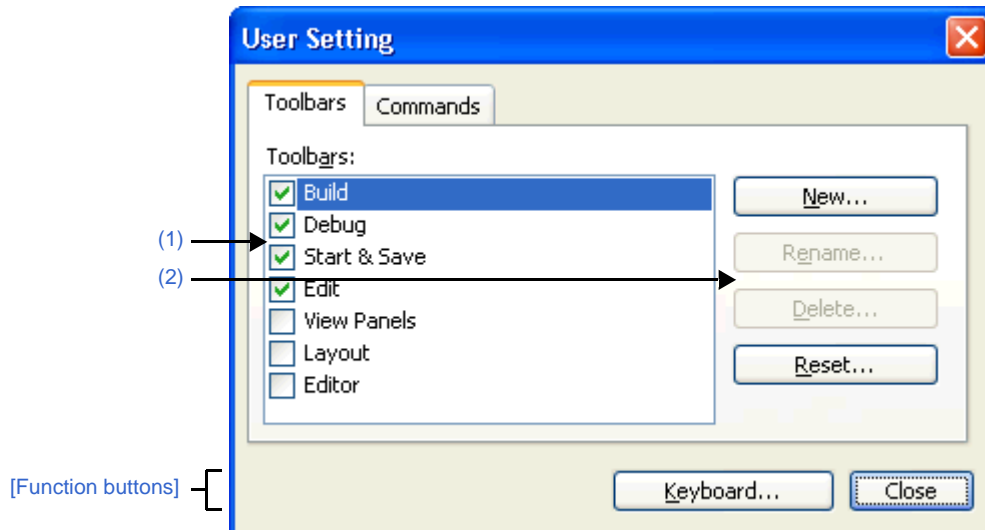 User Setting
Toolbars Commands
Toolbars:
Build
Debug
Start & Save
Edit
View Panels
Layout
Editor
New...
Rename...
Delete...
Reset...
(1)
(2)
[Function buttons]
Keyboard... Close